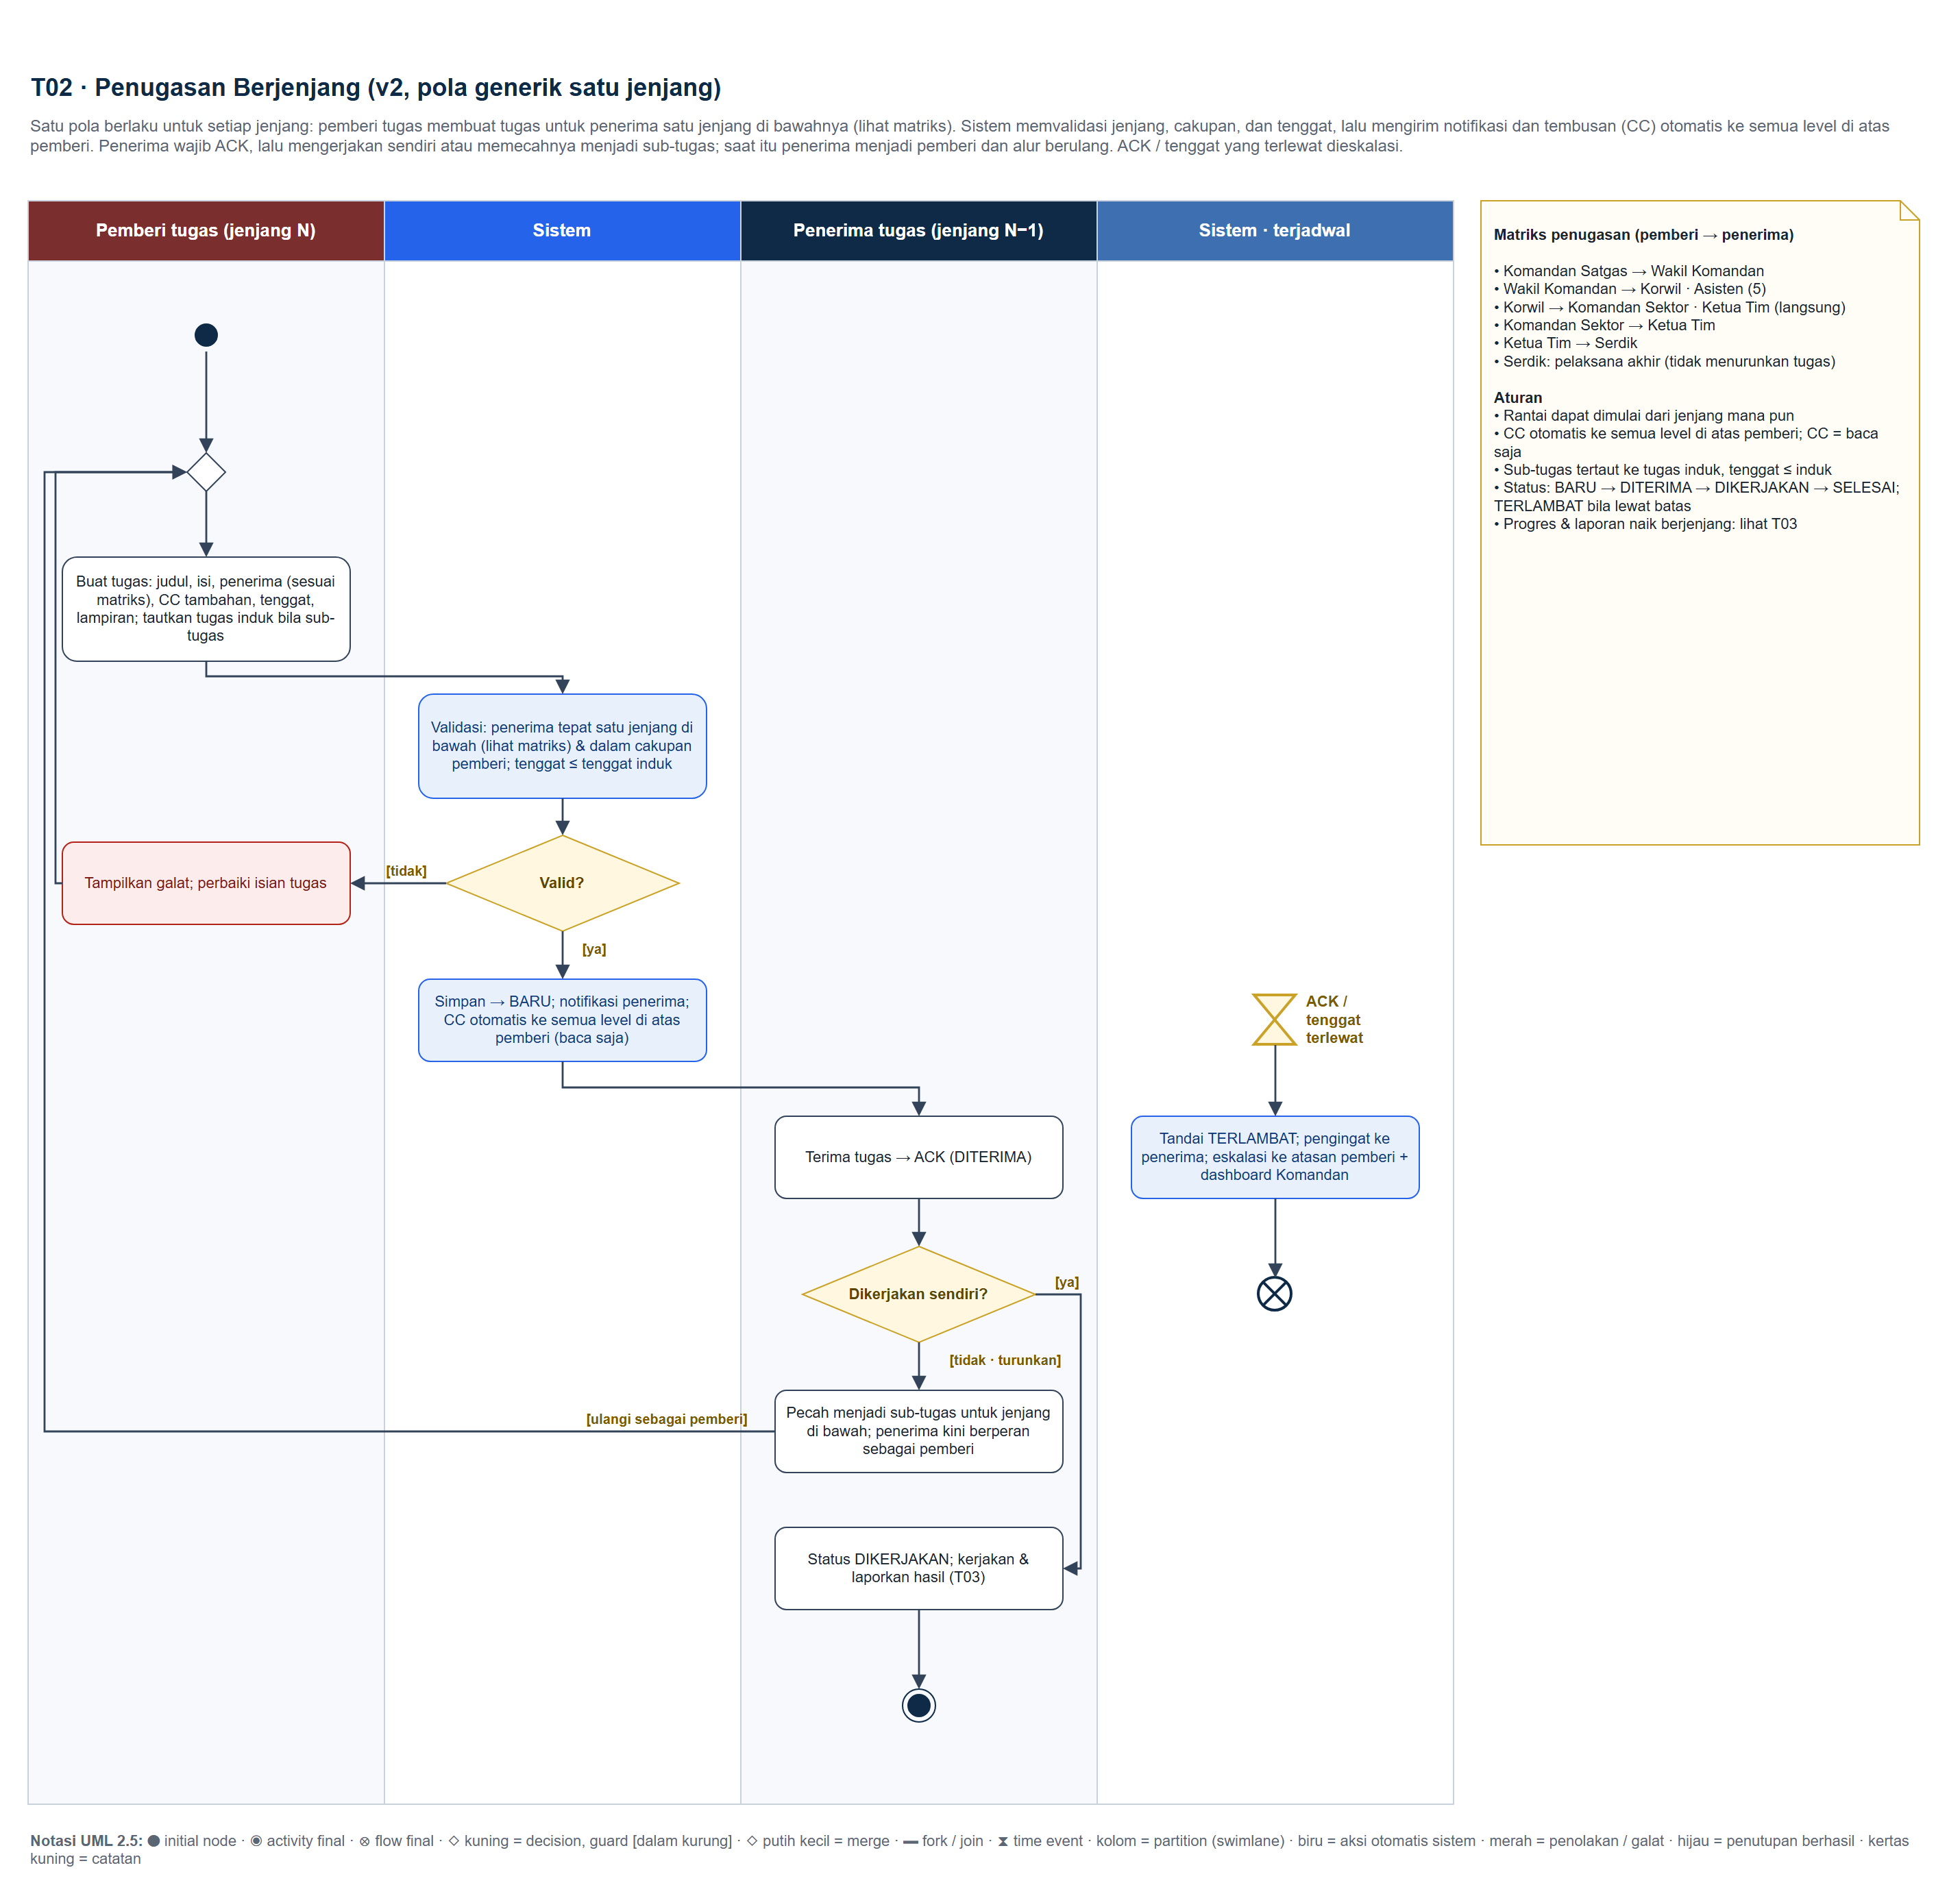 T02 · Penugasan Berjenjang (v2, pola generik satu jenjang)
Satu pola berlaku untuk setiap jenjang: pemberi tugas membuat tugas untuk penerima satu jenjang di bawahnya (lihat matriks). Sistem memvalidasi jenjang, cakupan, dan tenggat, lalu mengirim notifikasi dan tembusan (CC) otomatis ke semua level di atas
pemberi. Penerima wajib ACK, lalu mengerjakan sendiri atau memecahnya menjadi sub-tugas; saat itu penerima menjadi pemberi dan alur berulang. ACK / tenggat yang terlewat dieskalasi.
Pemberi tugas (jenjang N)
Sistem
Penerima tugas (jenjang N−1)
Sistem · terjadwal
Matriks penugasan (pemberi → penerima)
• Komandan Satgas → Wakil Komandan
• Wakil Komandan → Korwil · Asisten (5)
• Korwil → Komandan Sektor · Ketua Tim (langsung)
• Komandan Sektor → Ketua Tim
• Ketua Tim → Serdik
• Serdik: pelaksana akhir (tidak menurunkan tugas)
Aturan
• Rantai dapat dimulai dari jenjang mana pun
• CC otomatis ke semua level di atas pemberi; CC = baca
saja
• Sub-tugas tertaut ke tugas induk, tenggat ≤ induk
• Status: BARU → DITERIMA → DIKERJAKAN → SELESAI;
TERLAMBAT bila lewat batas
• Progres & laporan naik berjenjang: lihat T03
Buat tugas: judul, isi, penerima (sesuai
matriks), CC tambahan, tenggat,
lampiran; tautkan tugas induk bila sub-
tugas
Validasi: penerima tepat satu jenjang di
bawah (lihat matriks) & dalam cakupan
pemberi; tenggat ≤ tenggat induk
Tampilkan galat; perbaiki isian tugas
[tidak]
Valid?
[ya]
Simpan → BARU; notifikasi penerima;
CC otomatis ke semua level di atas
pemberi (baca saja)
ACK /
tenggat
terlewat
Terima tugas → ACK (DITERIMA)
Tandai TERLAMBAT; pengingat ke
penerima; eskalasi ke atasan pemberi +
dashboard Komandan
Dikerjakan sendiri?
[ya]
[tidak · turunkan]
[ulangi sebagai pemberi]
Pecah menjadi sub-tugas untuk jenjang
di bawah; penerima kini berperan
sebagai pemberi
Status DIKERJAKAN; kerjakan &
laporkan hasil (T03)
Notasi UML 2.5: ● initial node · ◉ activity final · ⊗ flow final · ◇ kuning = decision, guard [dalam kurung] · ◇ putih kecil = merge · ▬ fork / join · ⧗ time event · kolom = partition (swimlane) · biru = aksi otomatis sistem · merah = penolakan / galat · hijau = penutupan berhasil · kertas
kuning = catatan